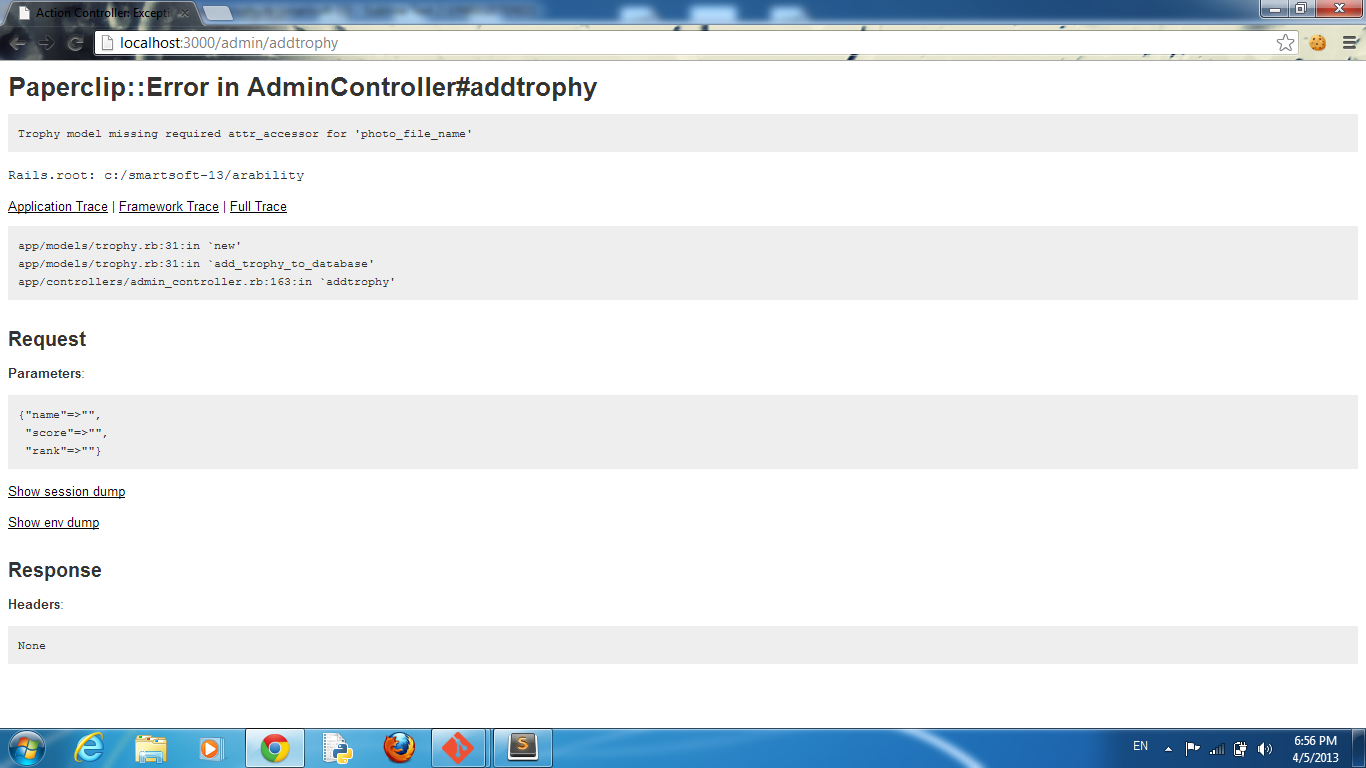 Action Controller: Excepti
localhost:3000/admin/addtrophy
Paperclip::Error in AdminController#addtrophy
Trophy model missing required attr_accessor for 'photo_file_name'
Rails.root: c:/smartsoft-13/arability
Application Trace | Framework Trace | Full Trace
app/models/trophy.rb:31:in `new'
app/models/trophy.rb:31:in `add_trophy_to_database'
app/controllers/admin_controller.rb:163:in `addtrophy'
Request
Parameters:
{"name"=>"",
"score"=>"",
"rank"=>""}
Show session dump
Show env dump
Response
Headers:
None
EN
6:56 PM
4/5/2013